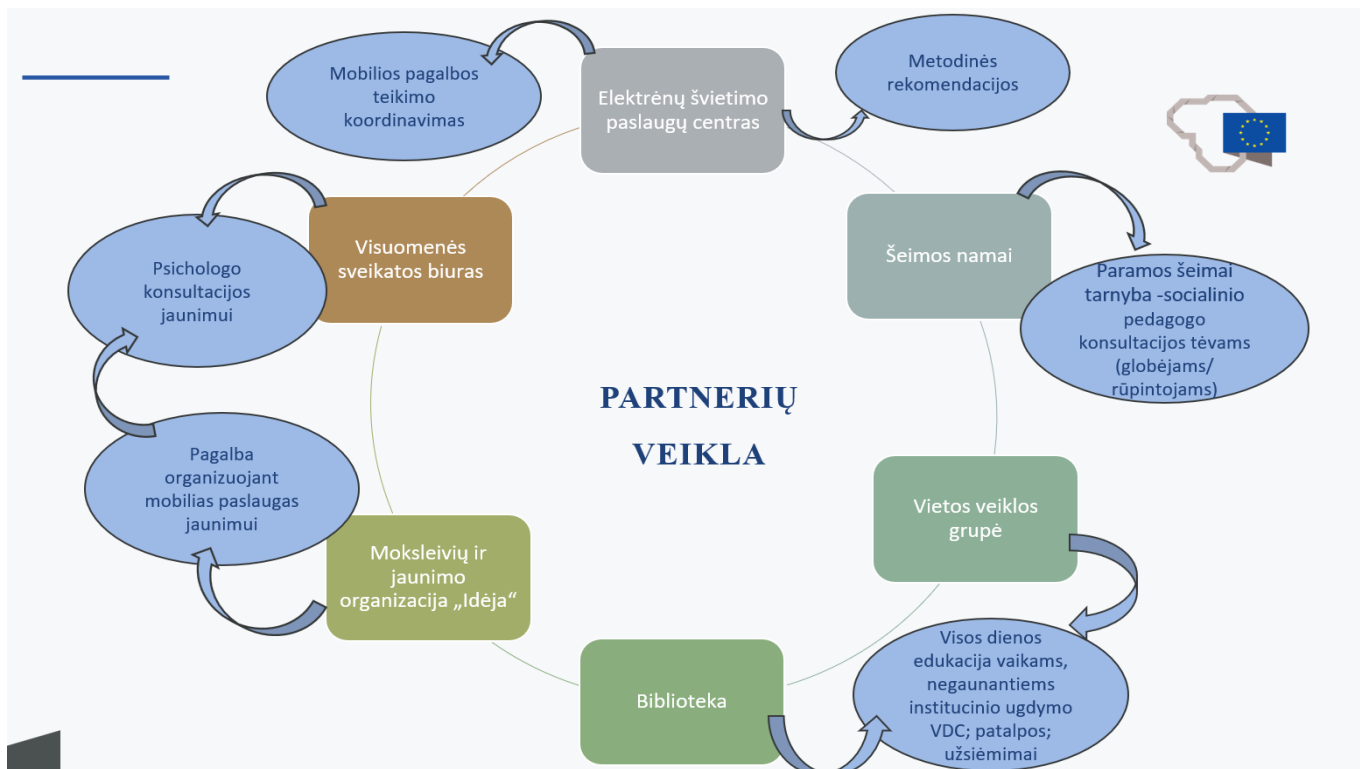 Mobilios pagalbos
teikimo
koordinavimas
Elektrėnų švietimo
paslaugų centras
Metodinės
rekomendacijos
Visuomenės
sveikatos biuras
Šeimos namai
Psichologo
konsultacijos
jaunimui
Paramos šeimai
tarnyba -socialinio
pedagogo
konsultacijos tėvams
(globėjams/
rūpintojams)
PARTNERIŲ
VEIKLA
Pagalba
organizuojant
mobilias paslaugas
jaunimui
Vietos veiklos
grupė
Moksleivių ir
jaunimo
organizacija „Idėja“
Biblioteka
Visos dienos
edukacija vaikams,
negaunantiems
institucinio ugdymo
VDC; patalpos;
užsiėmimai